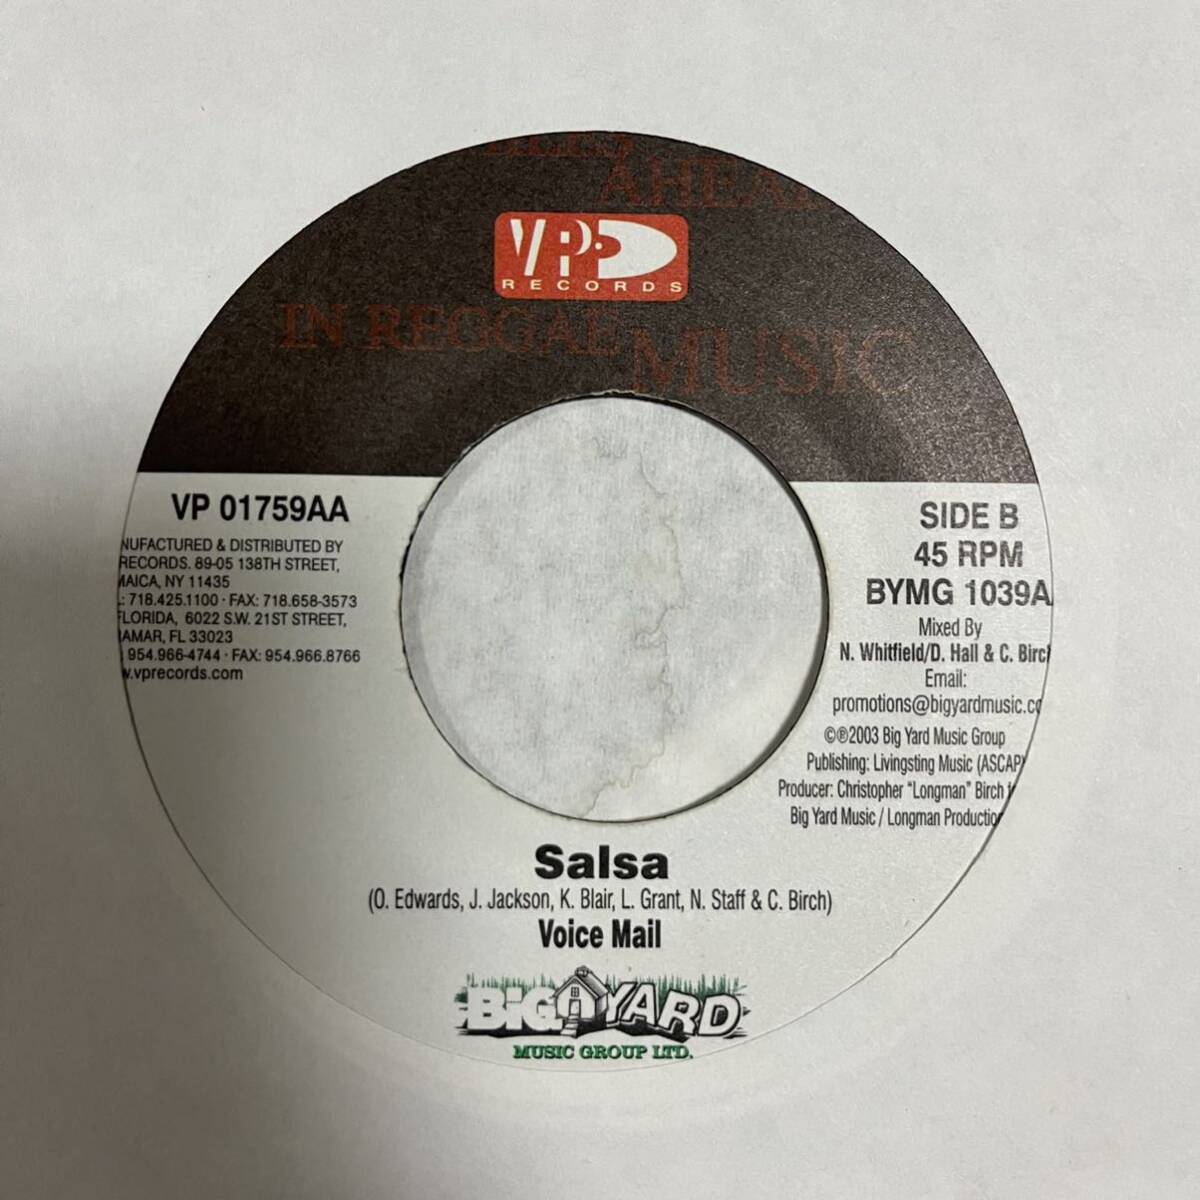 AHEAD
VP
RECORDS
IN REGGAE
MUSIC
VP 01759AA
NUFACTURED & DISTRIBUTED BY
RECORDS. 89-05 138TH STREET,
MAICA, NY 11435
: 718.425.1100 · FAX: 718.658-3573
FLORIDA, 6022 S.W. 21ST STREET,
AMAR, FL 33023
954.966-4744 · FAX: 954.966.8766
w.vprecords.com
SIDE B
45 RPM
BYMG 1039A
Mixed By
N. Whitfield/D. Hall & C. Birch
Email:
promotions@bigyardmusic.co
©℗2003 Big Yard Music Group
Publishing: Livingsting Music (ASCAP)
Producer: Christopher "Longman" Birch f
Big Yard Music / Longman Production
Salsa
(O. Edwards, J. Jackson, K. Blair, L. Grant, N. Staff & C. Birch)
Voice Mail
BiG YARD
MUSIC GROUP LTD.